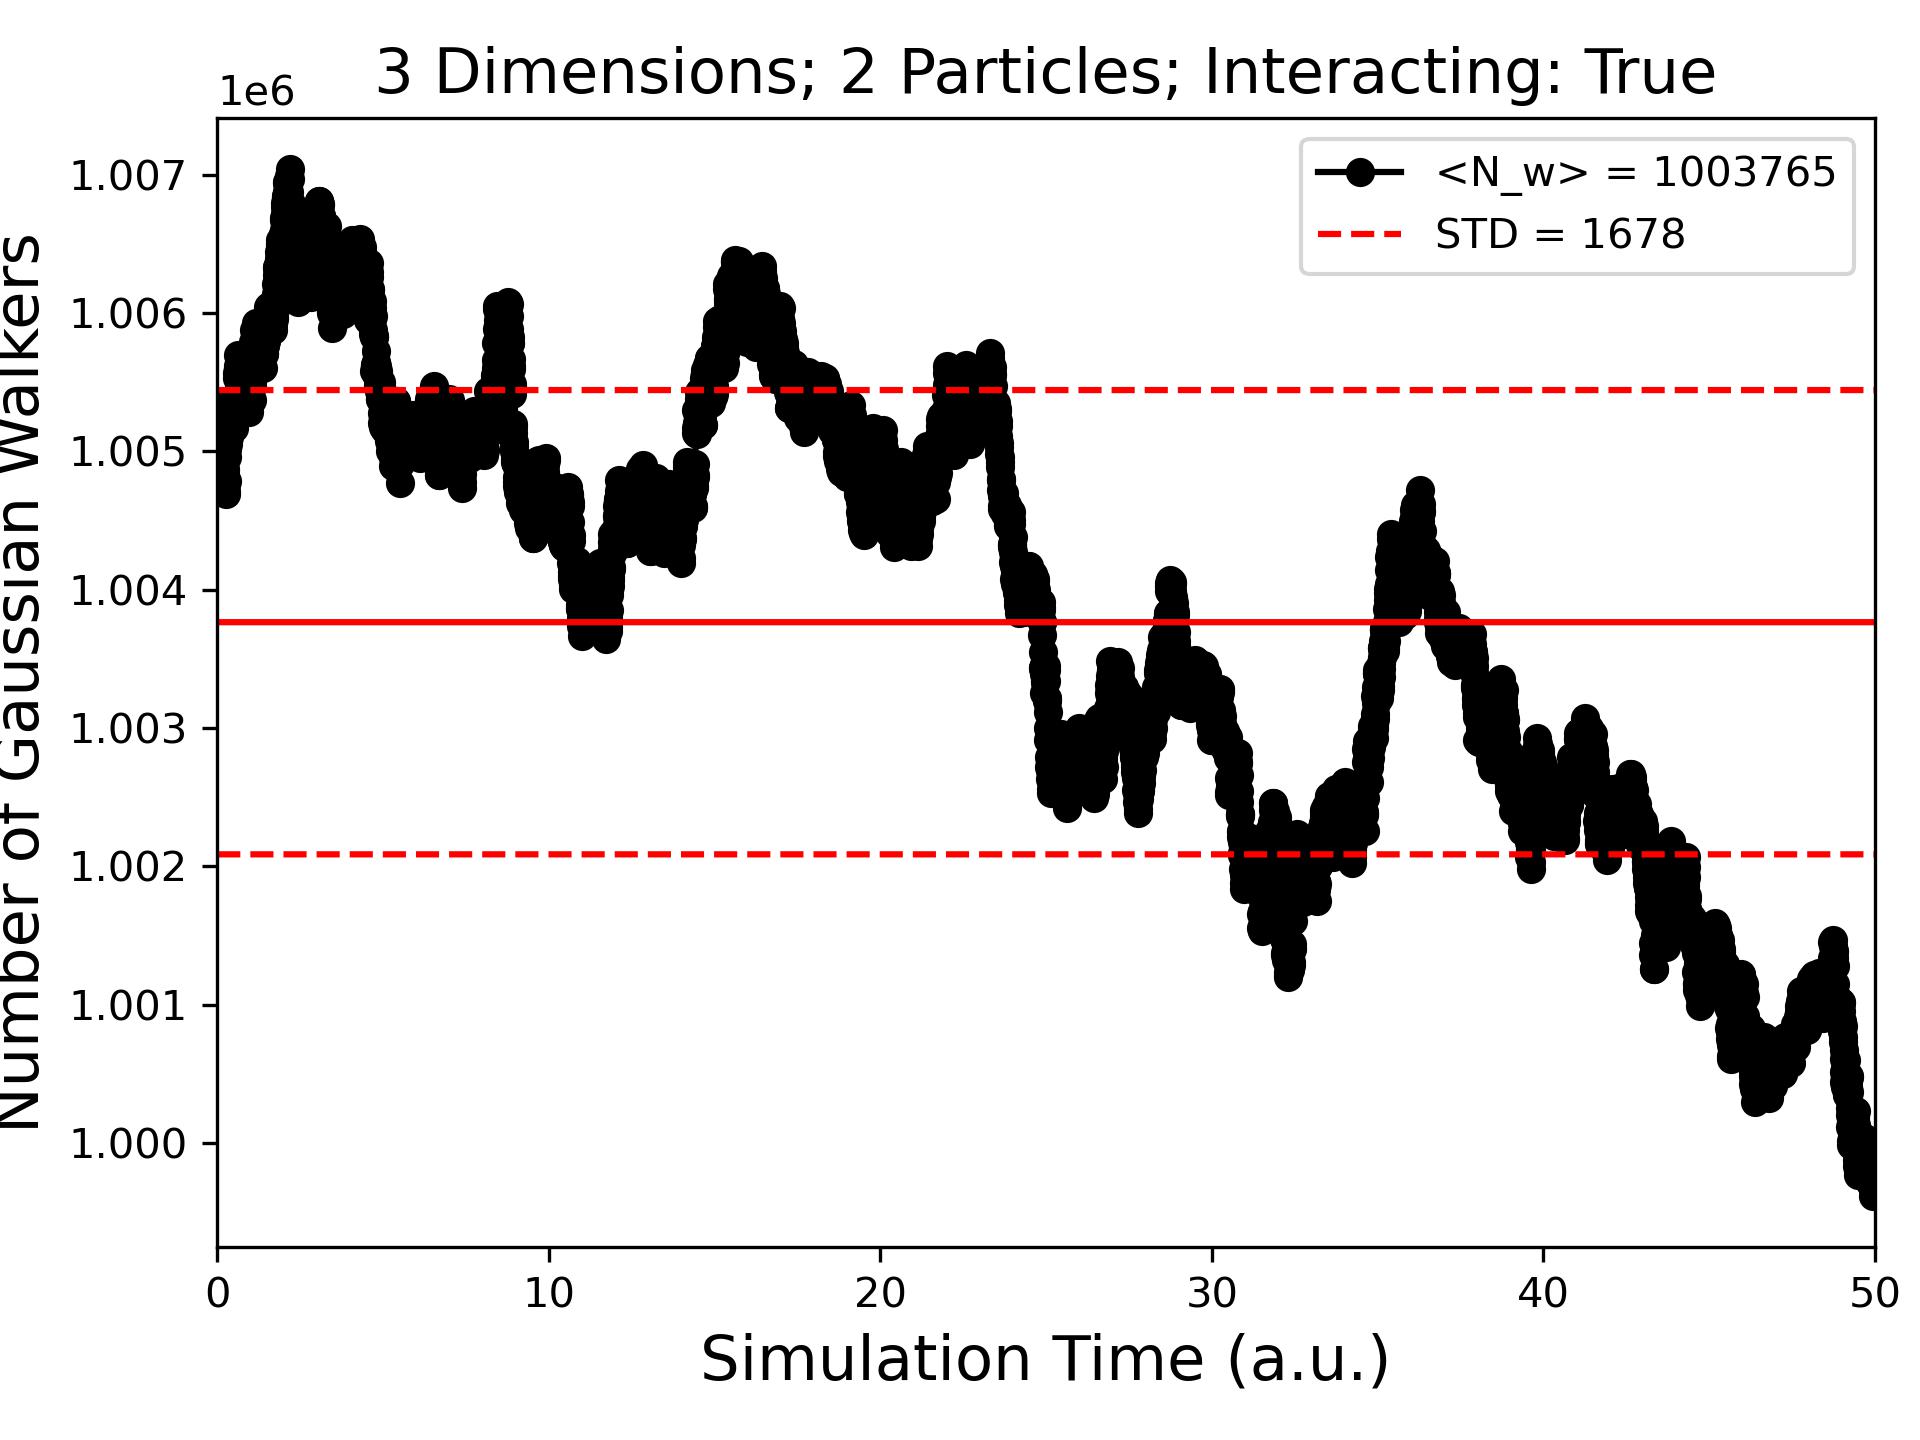 3 Dimensions; 2 Particles; Interacting: True
1e6
<N_w> = 1003765
STD = 1678
Number of Gaussian Walkers
1.007
1.006
1.005
1.004
1.003
1.002
1.001
1.000
0 10 20 30 40 50
Simulation Time (a.u.)